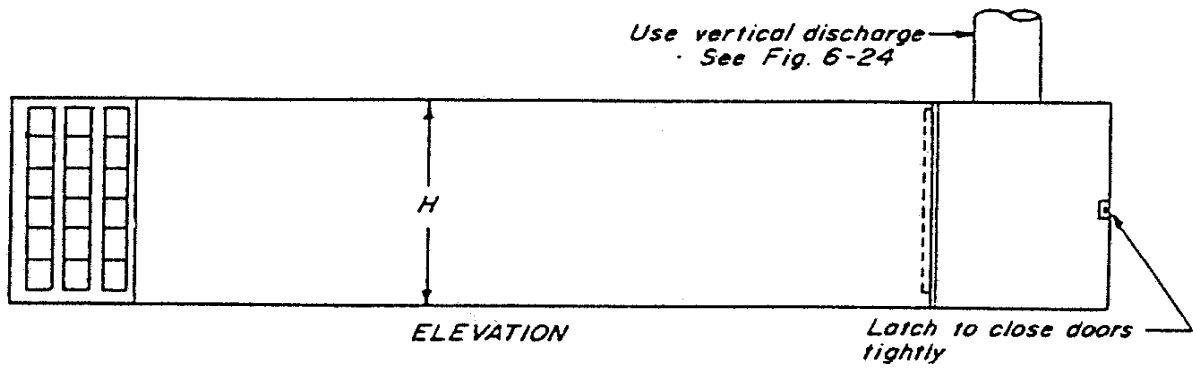 Use vertical discharge
See Fig. 6-24
H
ELEVATION
Latch to close doors
tightly